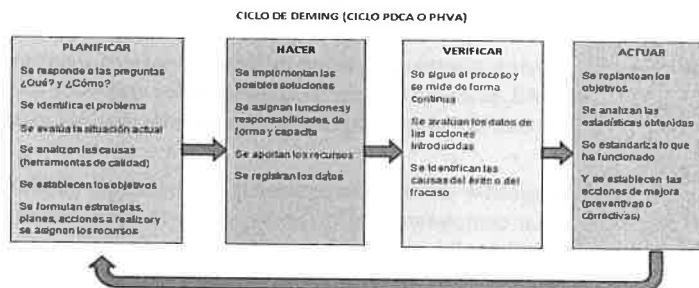 CICLO DE DEMING (CICLO PDCA O PHVA)
PLANIFICAR
Se responde a las preguntas
¿Qué? y ¿Cómo?
Se identifica el problema
Se evalúa la situación actual
Se analizan las causas
(herramientas de calidad)
Se establecen los objetivos
Se formulan estrategias,
planes, acciones a realizar y
se asignan los recursos
HACER
Se implementan las
posibles soluciones
Se asignan funciones y
responsabilidades, de
forma y capacita
Se aportan los recursos
Se registran los datos
VERIFICAR
Se sigue el proceso y
se mide de forma
continua
Se evalúan los datos de
las acciones
introducidas
Se identifican las
causas del éxito o del
fracaso
ACTUAR
Se replantean los
objetivos
Se analizan las
estadísticas obtenidas
Se estandariza lo que
ha funcionado
Y se establecen las
acciones de mejora
(preventivas o
correctivas)